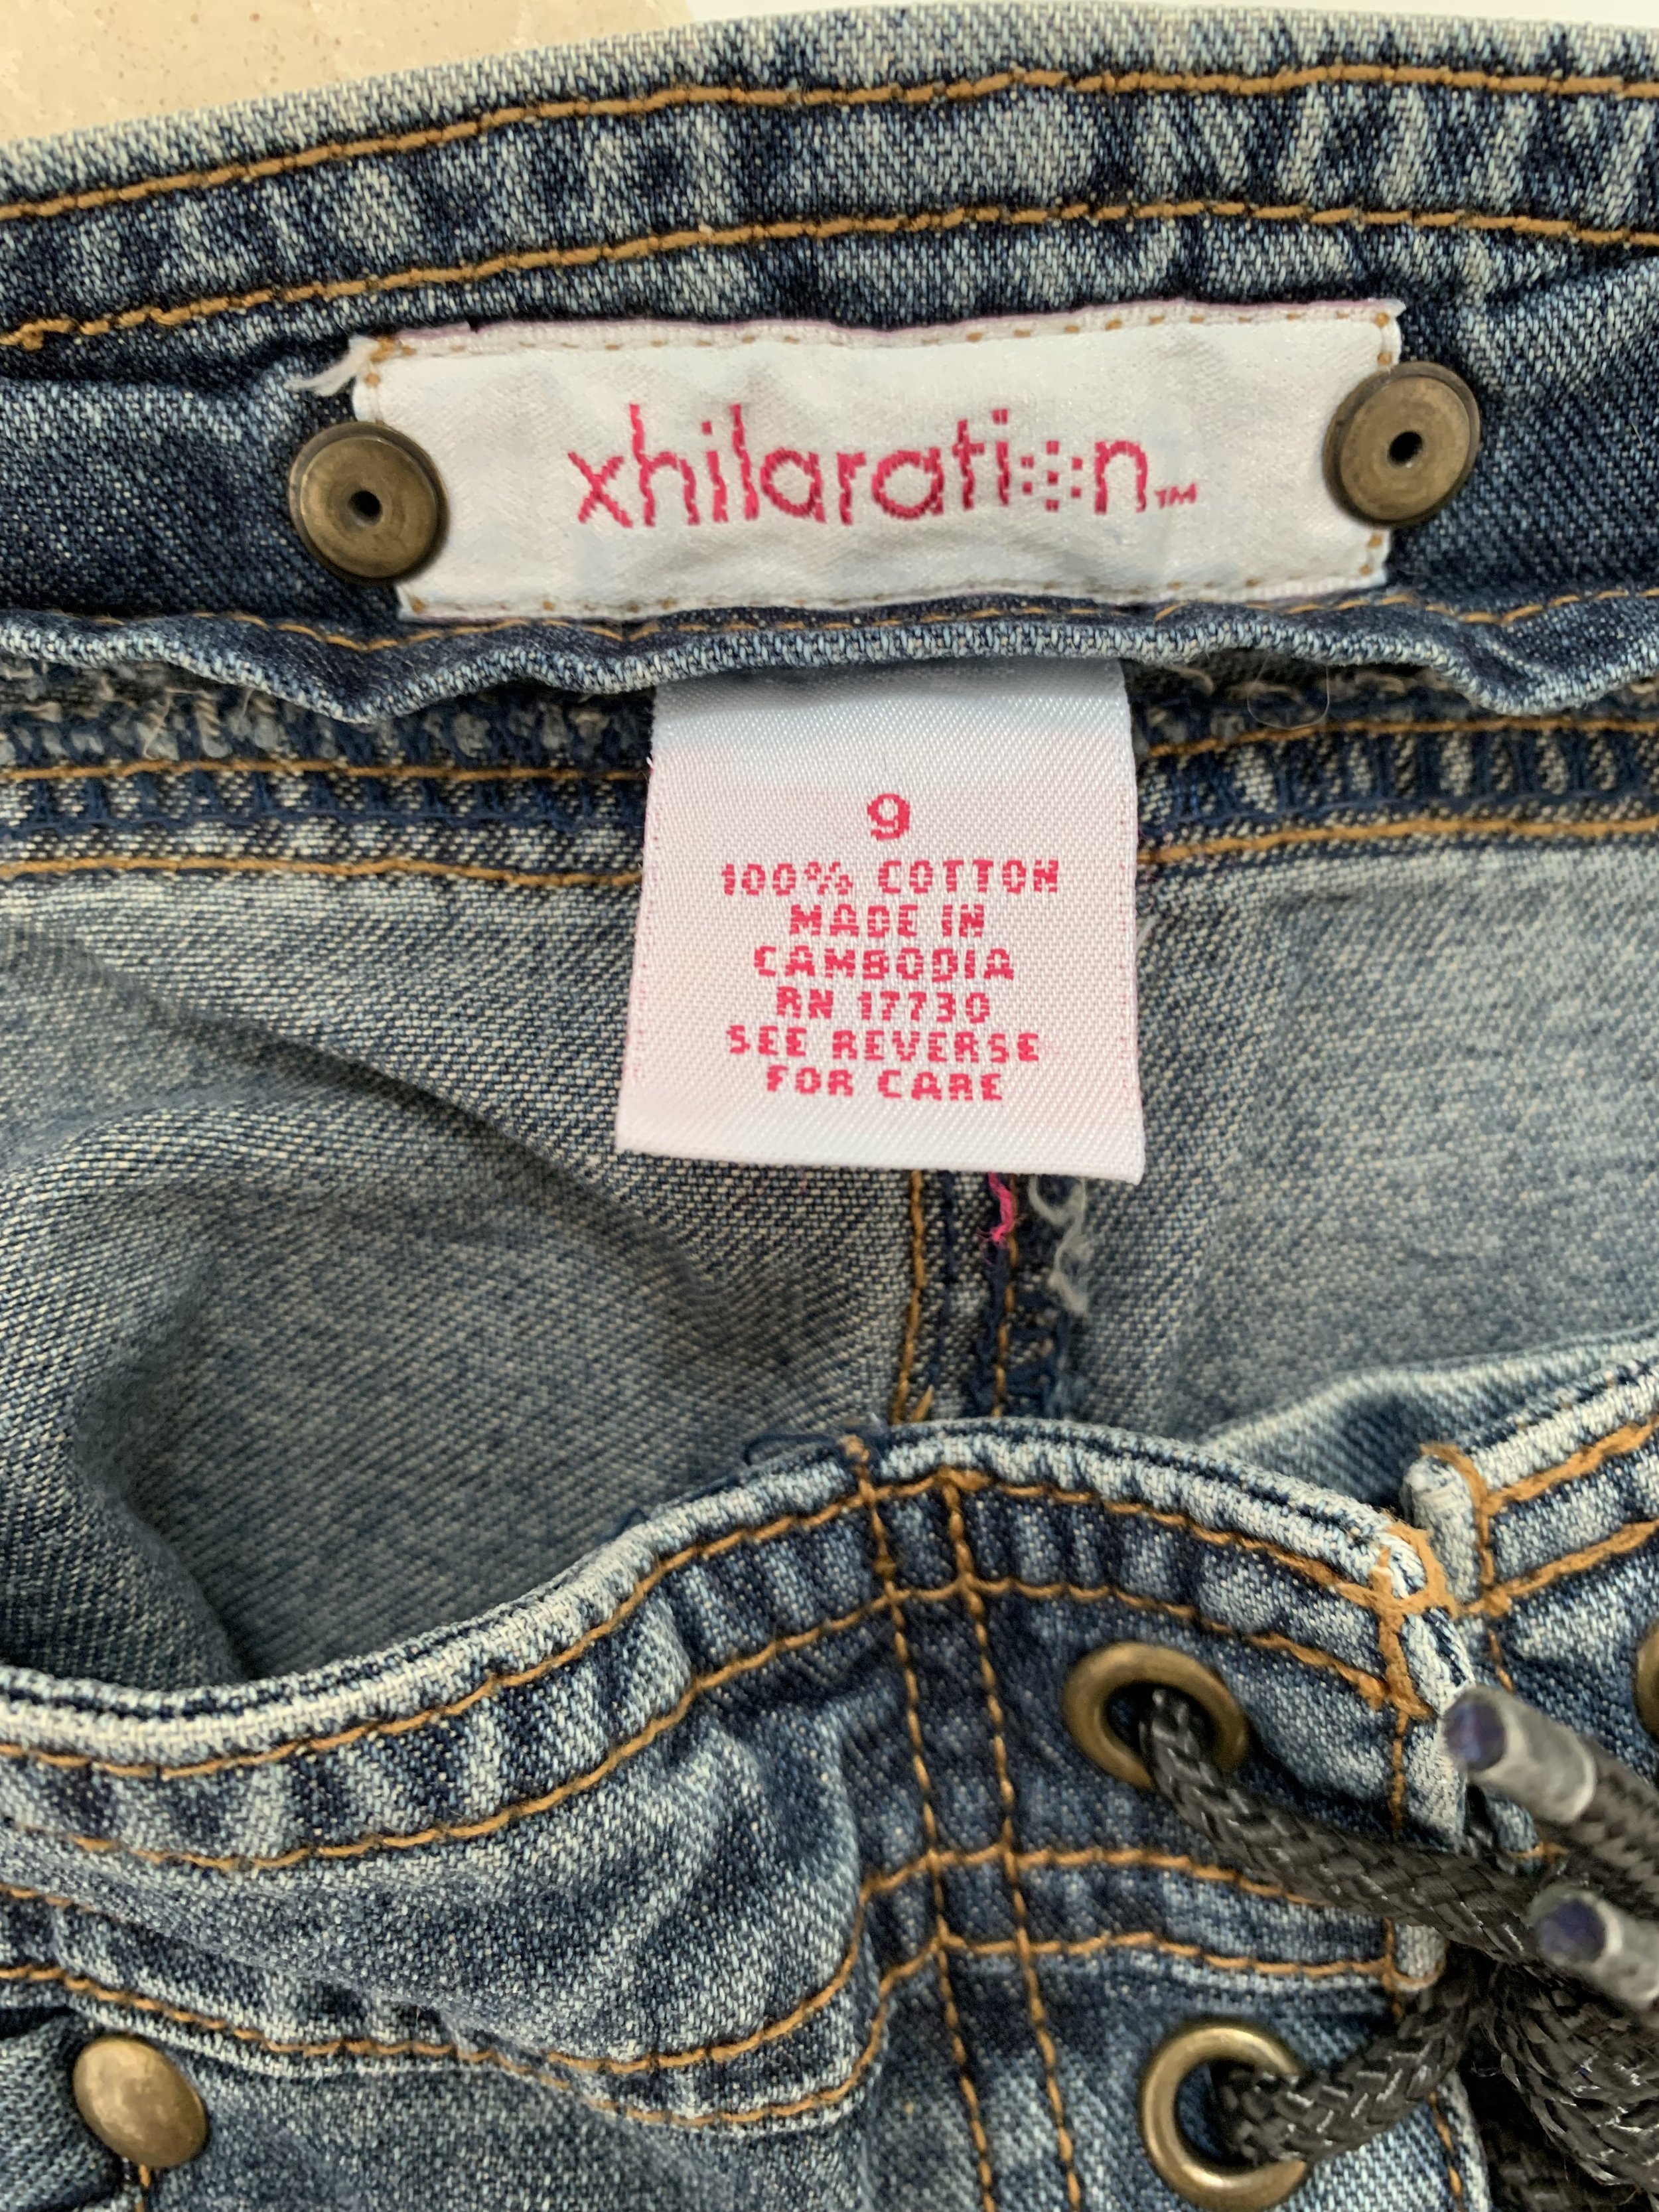 xhilaration™
9
100% COTTON
MADE IN
CAMBODIA
RN 17730
SEE REVERSE
FOR CARE